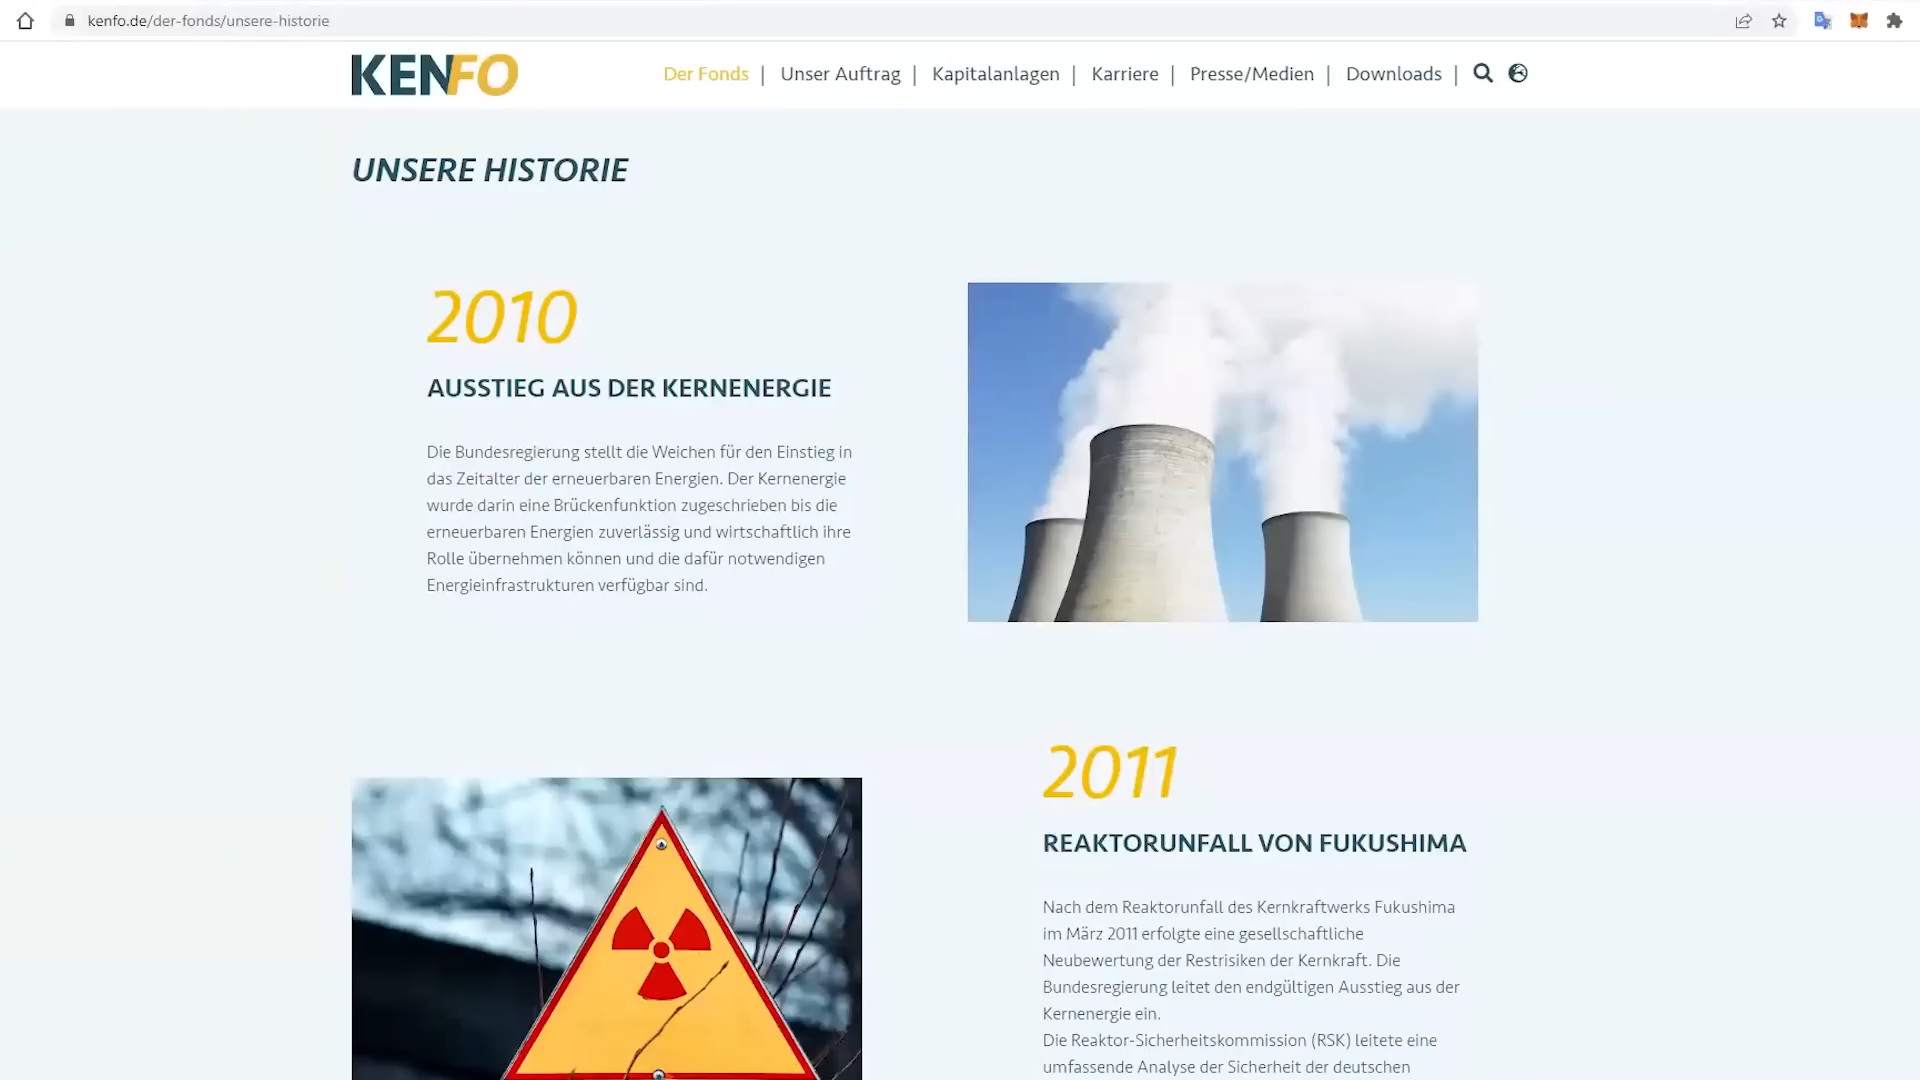 kenfo.de/der-fonds/unsere-historie
KENFO
Der Fonds | Unser Auftrag | Kapitalanlagen | Karriere | Presse/Medien | Downloads |
UNSERE HISTORIE
2010
AUSSTIEG AUS DER KERNENERGIE
Die Bundesregierung stellt die Weichen für den Einstieg in
das Zeitalter der erneuerbaren Energien. Der Kernenergie
wurde darin eine Brückenfunktion zugeschrieben bis die
erneuerbaren Energien zuverlässig und wirtschaftlich ihre
Rolle übernehmen können und die dafür notwendigen
Energieinfrastrukturen verfügbar sind.
2011
REAKTORUNFALL VON FUKUSHIMA
Nach dem Reaktorunfall des Kernkraftwerks Fukushima
im März 2011 erfolgte eine gesellschaftliche
Neubewertung der Restrisiken der Kernkraft. Die
Bundesregierung leitet den endgültigen Ausstieg aus der
Kernenergie ein.
Die Reaktor-Sicherheitskommission (RSK) leitete eine
umfassende Analyse der Sicherheit der deutschen